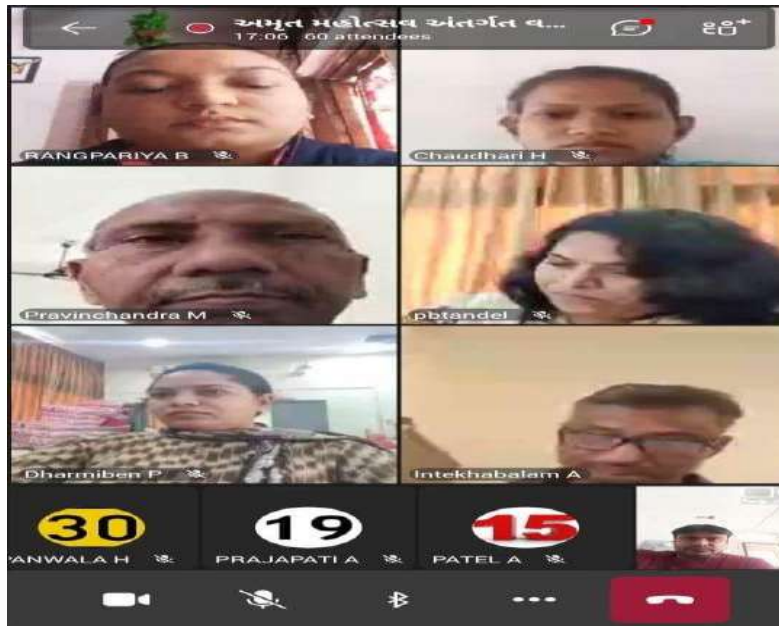 અમૃત મહોત્સવ અંતર્ગત વ...
17:06 60 attendees
RANGPARIYA B
Chaudhari H
Pravinchandra M
pbtandel
Dharmiben P
Intekhabalam A
30
19
15
PANWALA H
PRAJAPATI A
PATEL A